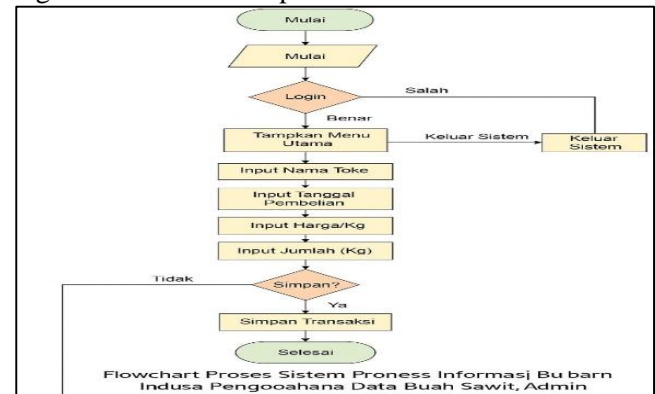 Mulai
Mulai
Login
Salah
Benar
Tampkan Menu
Utama
Keluar Sistem
Keluar
Sistem
Input Nama Toke
Input Tanggal
Pembelian
Input Harga/Kg
Input Jumlah (Kg)
Tidak
Simpan?
Ya
Simpan Transaksi
Selesai
Flowchart Proses Sistem Proness Informasj Bu barn
Indusa Pengooahana Data Buah Sawit, Admin